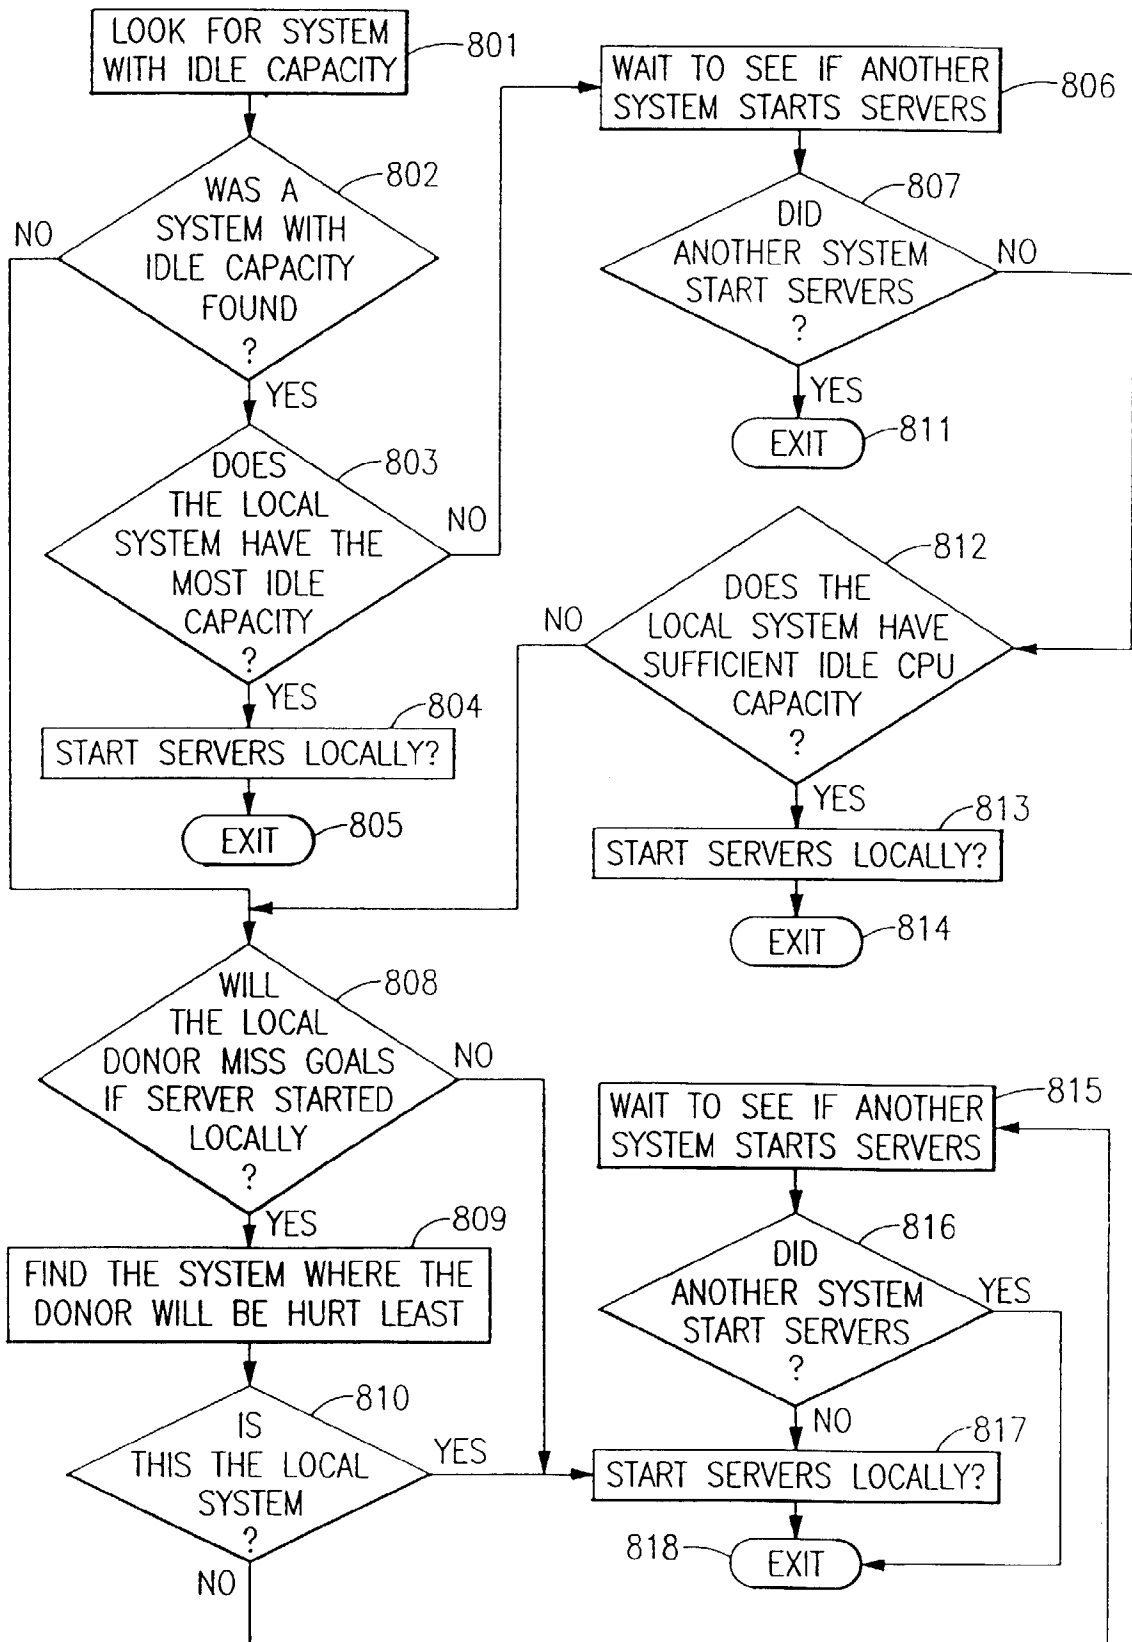 LOOK FOR SYSTEM
WITH IDLE CAPACITY
801
WAS A
SYSTEM WITH
IDLE CAPACITY
FOUND
?
802
NO
YES
DOES
THE LOCAL
SYSTEM HAVE THE
MOST IDLE
CAPACITY
?
803
NO
YES
804
START SERVERS LOCALLY?
EXIT
805
WAIT TO SEE IF ANOTHER
SYSTEM STARTS SERVERS
806
DID
ANOTHER SYSTEM
START SERVERS
?
807
NO
YES
EXIT
811
812
DOES THE
LOCAL SYSTEM HAVE
SUFFICIENT IDLE CPU
CAPACITY
?
NO
YES
813
START SERVERS LOCALLY?
EXIT
814
WILL
THE LOCAL
DONOR MISS GOALS
IF SERVER STARTED
LOCALLY
?
808
NO
YES
809
FIND THE SYSTEM WHERE THE
DONOR WILL BE HURT LEAST
IS
THIS THE LOCAL
SYSTEM
?
810
YES
NO
815
WAIT TO SEE IF ANOTHER
SYSTEM STARTS SERVERS
816
DID
ANOTHER SYSTEM
START SERVERS
?
YES
NO
817
START SERVERS LOCALLY?
818
EXIT